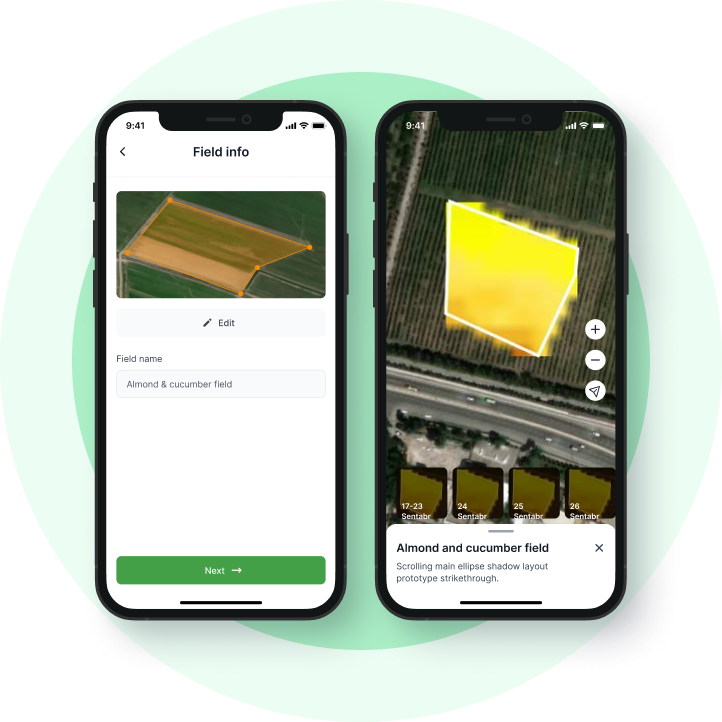 9:41
Field info
Edit
Field name
Almond & cucumber field
Next
9:41
17-23
Sentabr
24
Sentabr
25
Sentabr
26
Sentabr
Almond and cucumber field
Scrolling main ellipse shadow layout
prototype strikethrough.